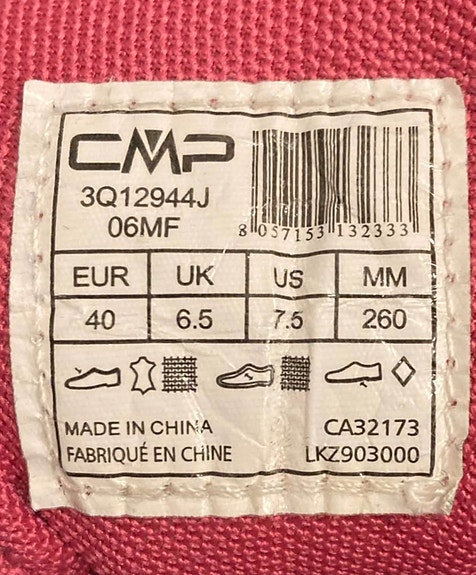 CMP
3Q12944J
06MF
8 057153 132333
EUR UK US MM
40 6.5 7.5 260
MADE IN CHINA CA32173
FABRIQUÉ EN CHINE LKZ903000